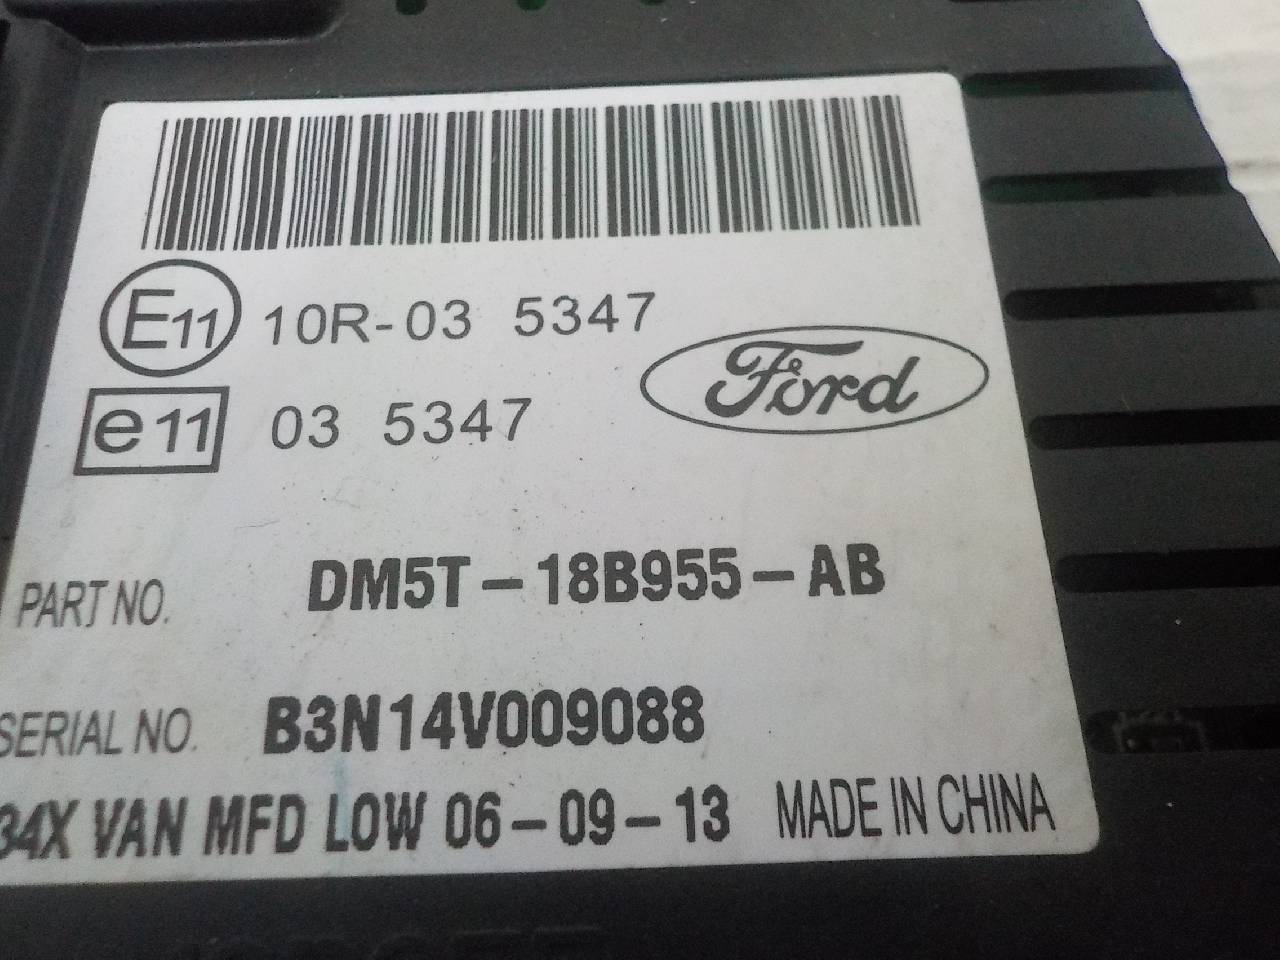 E11 10R-03 5347
Ford
e11 03 5347
PART NO. DM5T-18B955-AB
SERIAL NO. B3N14V009088
34X VAN MFD LOW 06-09-13 MADE IN CHINA